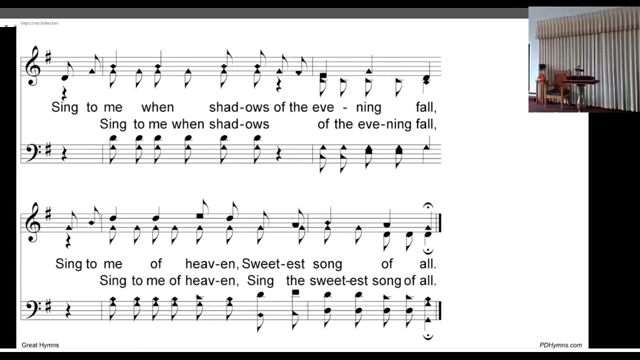 Sing to me when shad-ows of the eve - ning fall,
Sing to me when shad-ows of the eve-ning fall,
Sing to me of heav-en, Sweet-est song of all.
Sing to me of heav-en, Sing the sweet-est song of all.
Great Hymns
PDHymns.com